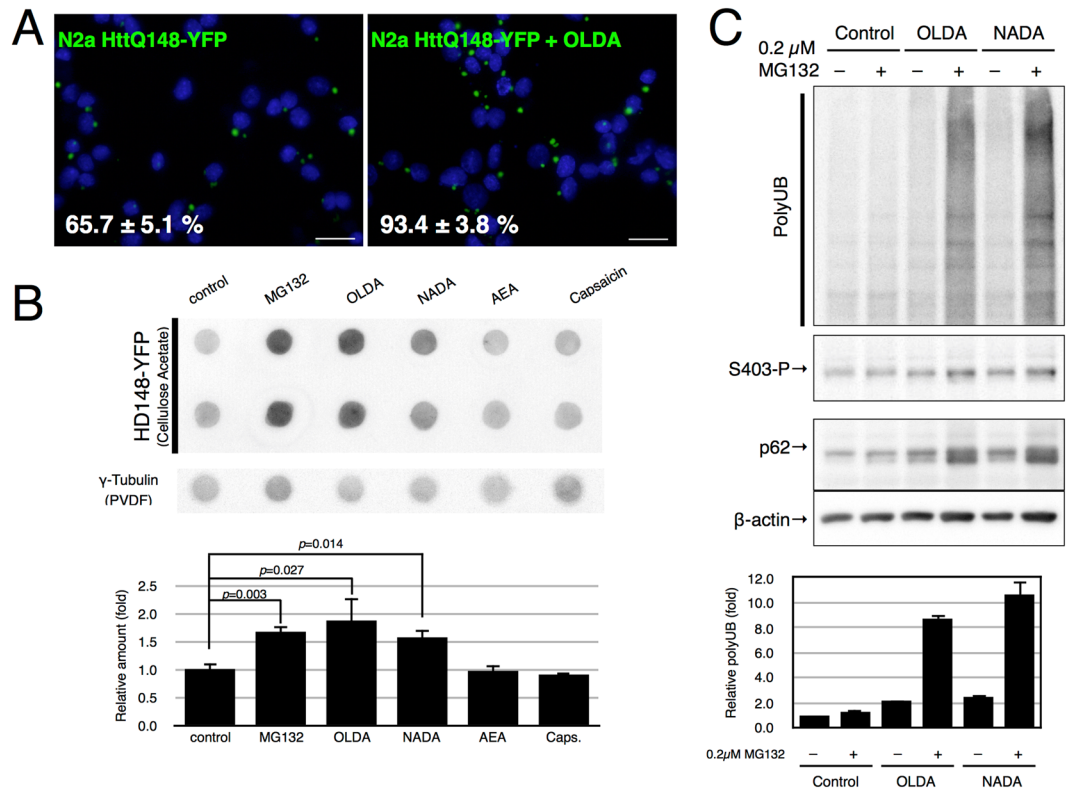 A
N2a HttQ148-YFP
N2a HttQ148-YFP + OLDA
65.7 ± 5.1 %
93.4 ± 3.8 %
B
control
MG132
OLDA
NADA
AEA
Capsaicin
HD148-YFP
(Cellulose Acetate)
γ-Tubulin
(PVDF)
p=0.014
p=0.027
p=0.003
Relative amount (fold)
2.5
2.0
1.5
1.0
0.5
0.0
control MG132 OLDA NADA AEA Caps.
C
Control OLDA NADA
0.2 µM
MG132 – + – + – +
PolyUB
S403-P→
p62→
β-actin→
Relative polyUB (fold)
12.0
10.0
8.0
6.0
4.0
2.0
0.0
0.2µM MG132 – + – + – +
Control OLDA NADA